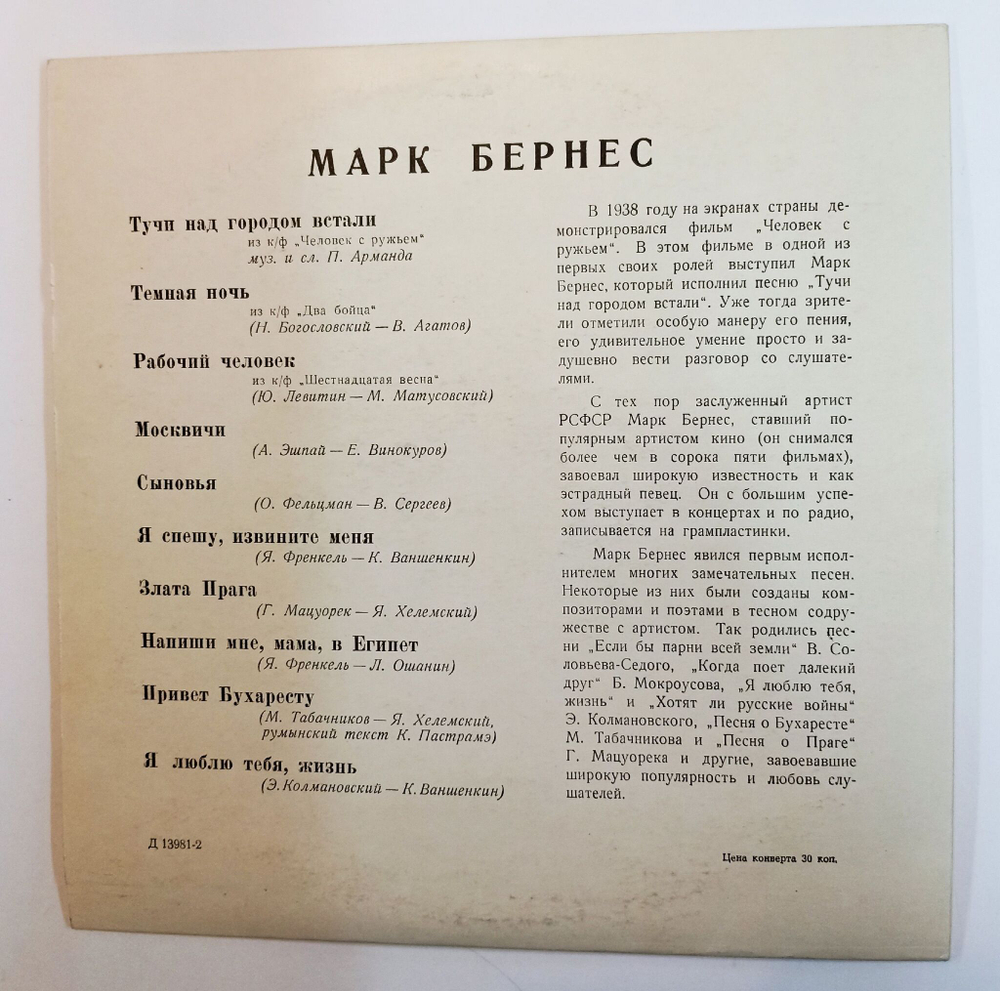 МАРК БЕРНЕС
Тучи над городом встали
из к/ф „Человек с ружьем“
муз. и сл. П. Арманда
Темная ночь
из к/ф „Два бойца“
(Н. Богословский — В. Агатов)
Рабочий человек
из к/ф „Шестнадцатая весна“
(Ю. Левитин — М. Матусовский)
Москвичи
(А. Эшпай — Е. Винокуров)
Сыновья
(О. Фельцман — В. Сергеев)
Я спешу, извините меня
(Я. Френкель — К. Ваншенкин)
Злата Прага
(Г. Мацуорек — Я. Хелемский)
Напиши мне, мама, в Египет
(Я. Френкель — Л. Ошанин)
Привет Бухаресту
(М. Табачников — Я. Хелемский,
румынский текст К. Пастрамэ)
Я люблю тебя, жизнь
(Э. Колмановский — К. Ваншенкин)
В 1938 году на экранах страны де-
монстрировался фильм „Человек с
ружьем“. В этом фильме в одной из
первых своих ролей выступил Марк
Бернес, который исполнил песню „Тучи
над городом встали“. Уже тогда зрите-
ли отметили особую манеру его пения,
его удивительное умение просто и за-
душевно вести разговор со слушате-
лями.
С тех пор заслуженный артист
РСФСР Марк Бернес, ставший по-
пулярным артистом кино (он снимался
более чем в сорока пяти фильмах),
завоевал широкую известность и как
эстрадный певец. Он с большим успе-
хом выступает в концертах и по радио,
записывается на грампластинки.
Марк Бернес явился первым испол-
нителем многих замечательных песен.
Некоторые из них были созданы ком-
позиторами и поэтами в тесном содру-
жестве с артистом. Так родились пес-
ни „Если бы парни всей земли“ В. Со-
ловьева-Седого, „Когда поет далекий
друг“ Б. Мокроусова, „Я люблю тебя,
жизнь“ и „Хотят ли русские войны“
Э. Колмановского, „Песня о Бухаресте“
М. Табачникова и „Песня о Праге“
Г. Мацуорека и другие, завоевавшие
широкую популярность и любовь слу-
шателей.
Д 13981-2
Цена конверта 30 коп.